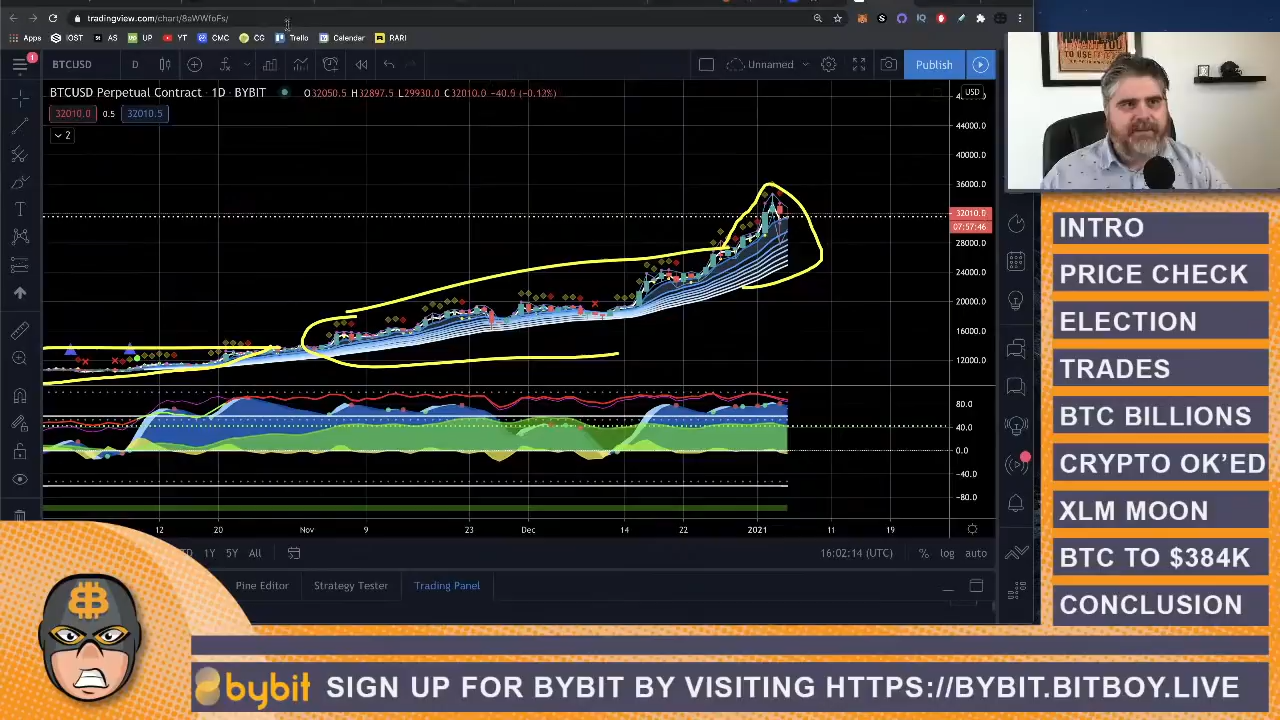 tradingview.com/chart/8aWWfoFs/
Apps IOST AS UP YT CMC CG Trello Calendar RARI
1
BTCUSD D Unnamed Publish
BTCUSD Perpetual Contract · 1D · BYBIT O32050.5 H32897.5 L29930.0 C32010.0 -40.5 (-0.13%)
USD
32010.0 0.5 32010.5
2
44000.0
40000.0
36000.0
32010.0
07:57:46
28000.0
24000.0
20000.0
16000.0
12000.0
80.0
40.0
0.0
-40.0
-80.0
12 20 Nov 9 23 Dec 14 22 2021 11 19
1Y 5Y All 16:02:14 (UTC) % log auto
Pine Editor Strategy Tester Trading Panel
INTRO
PRICE CHECK
ELECTION
TRADES
BTC BILLIONS
CRYPTO OK'ED
XLM MOON
BTC TO $384K
CONCLUSION
bybit SIGN UP FOR BYBIT BY VISITING HTTPS://BYBIT.BITBOY.LIVE